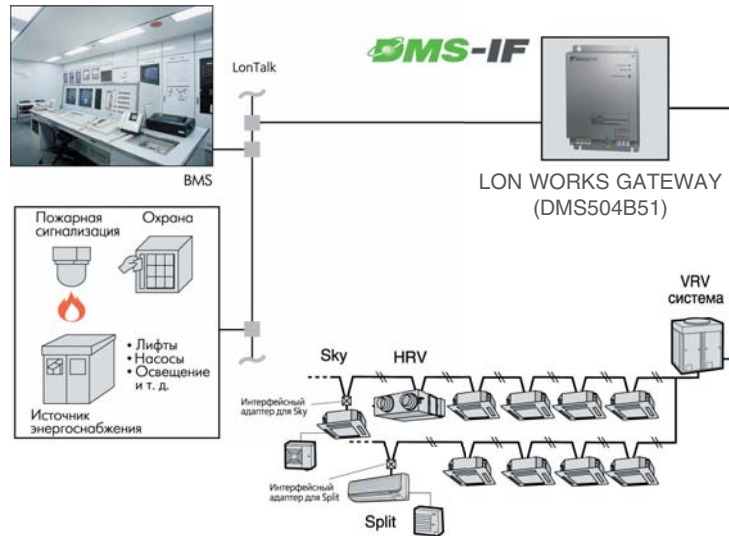 LonTalk
DMS-IF
BMS
LON WORKS GATEWAY
(DMS504B51)
Пожарная
сигнализация
Охрана
• Лифты
• Насосы
• Освещение
и т. д.
Источник
энергоснабжения
VRV
система
Sky
HRV
Интерфейсный
адаптер для Sky
Интерфейсный
адаптер для Split
Split